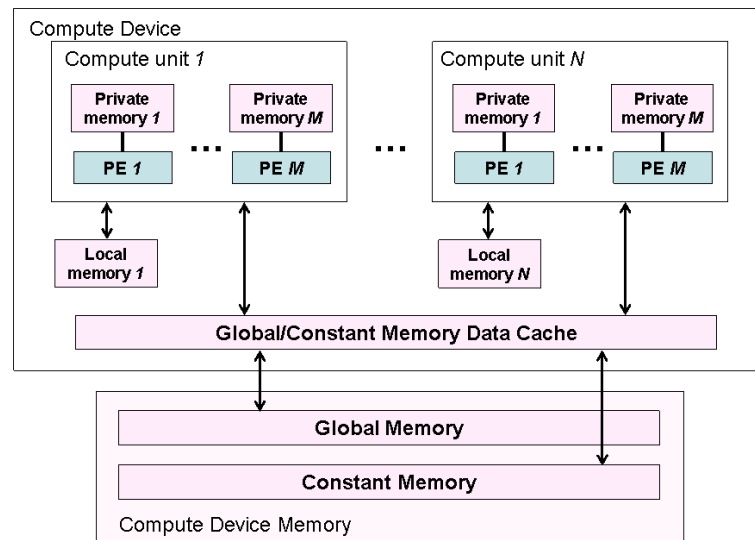 Compute Device
Compute unit 1
Compute unit N
Private
memory 1
Private
memory M
Private
memory 1
Private
memory M
PE 1
PE M
PE 1
PE M
Local
memory 1
Local
memory N
Global/Constant Memory Data Cache
Global Memory
Constant Memory
Compute Device Memory